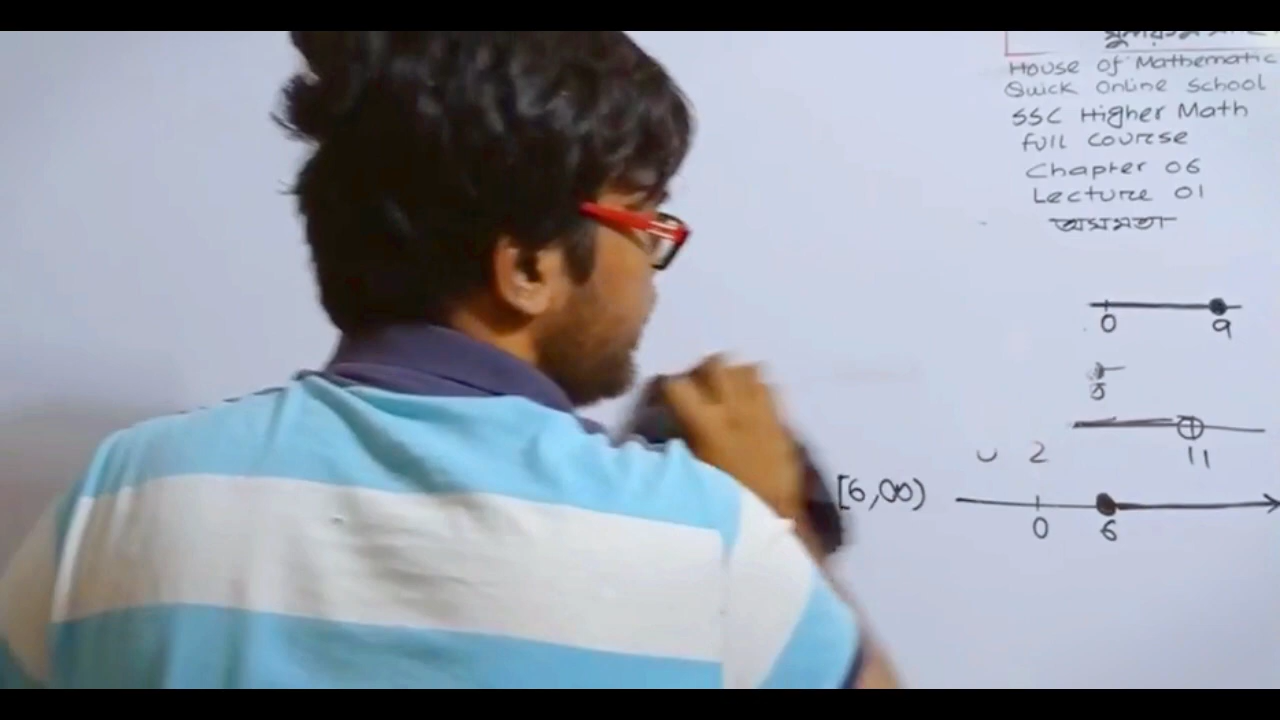 House of Mathematic
Quick Online School
SSC Higher Math
Full Course
Chapter 06
Lecture 01
অসমতা
0 9
11
2
[6,∞)
0 6